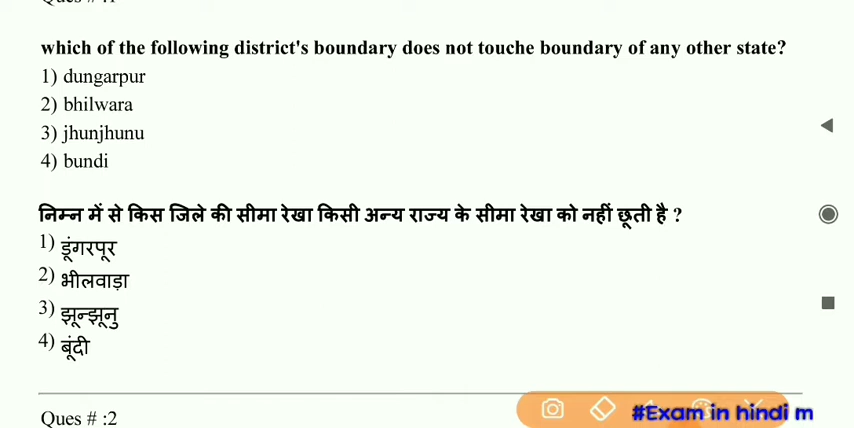 which of the following district's boundary does not touche boundary of any other state?
1) dungarpur
2) bhilwara
3) jhunjhunu
4) bundi
निम्न में से किस जिले की सीमा रेखा किसी अन्य राज्य के सीमा रेखा को नहीं छूती है ?
1) डूंगरपूर
2) भीलवाड़ा
3) झून्झूनु
4) बूंदी
Ques # :2
#Exam in hindi m